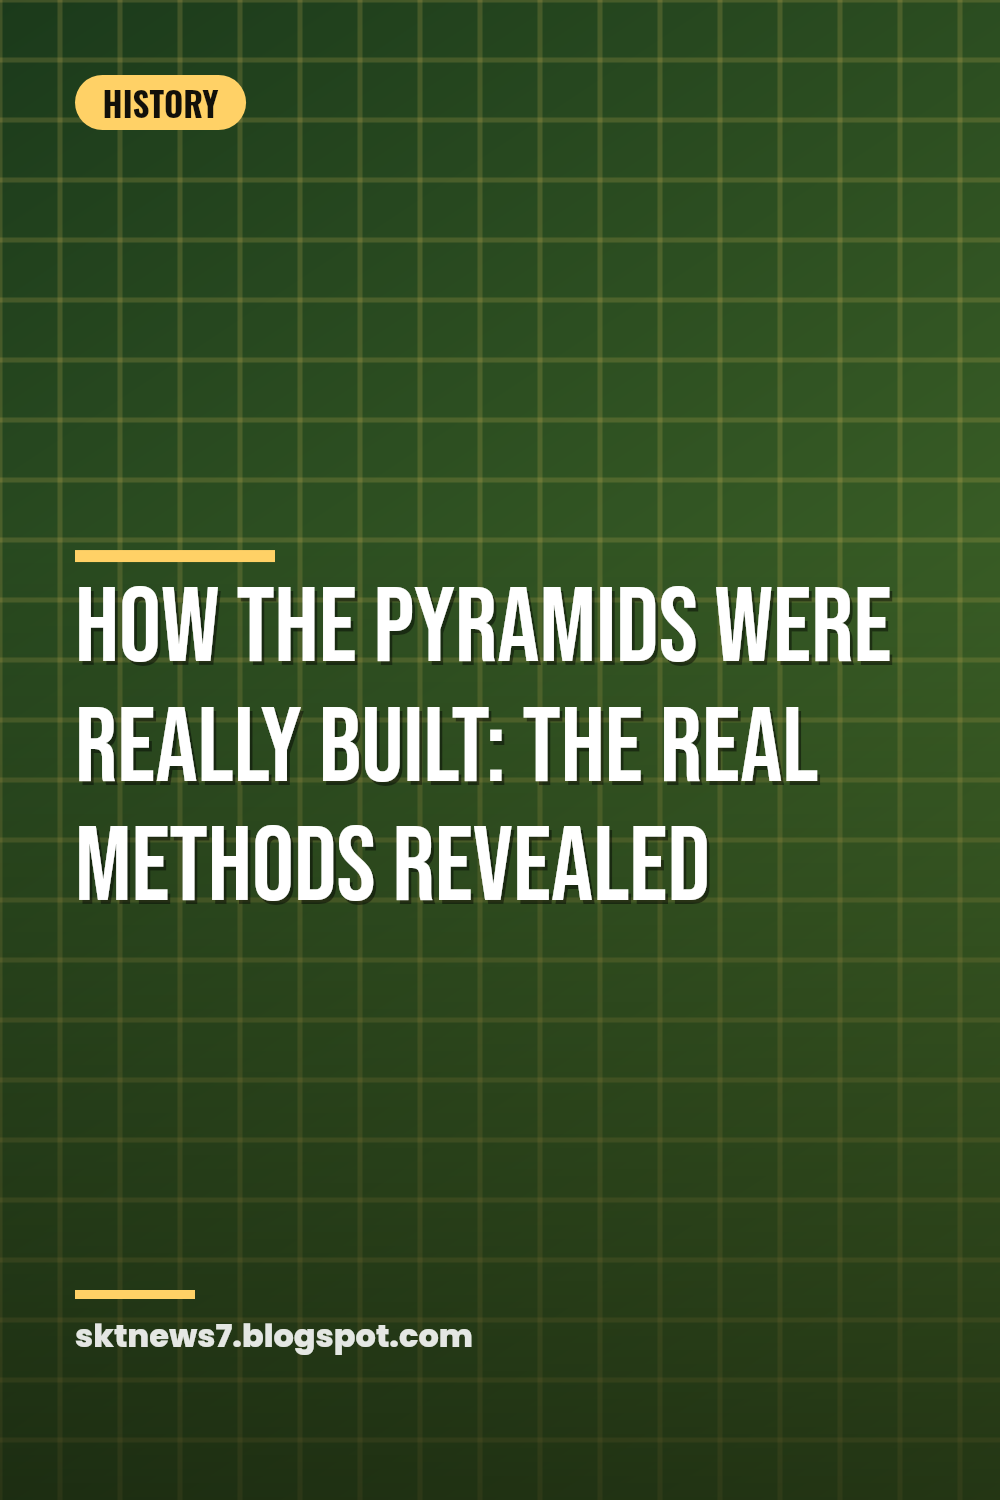 HISTORY
HOW THE PYRAMIDS WERE
REALLY BUILT: THE REAL
METHODS REVEALED
sktnews7.blogspot.com